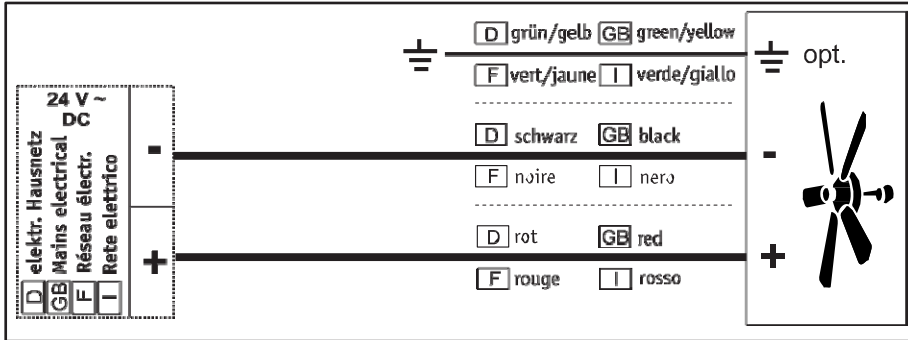 D grün/gelb GB green/yellow
opt.
F vert/jaune I verde/giallo
24 V ~
DC
D elektr. Hausnetz
GB Mains electrical
F Réseau électr.
I Rete elettrico
-
+
D schwarz GB black
-
F noire I nero
D rot GB red
+
F rouge I rosso